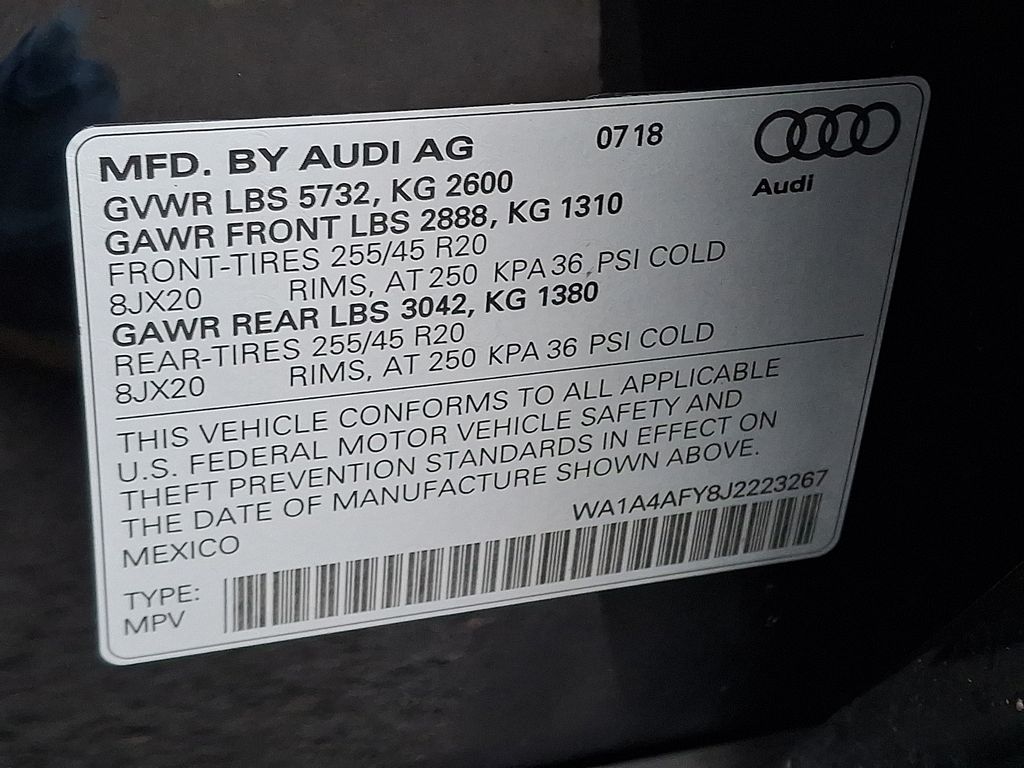 MFD. BY AUDI AG 0718
Audi
GVWR LBS 5732, KG 2600
GAWR FRONT LBS 2888, KG 1310
FRONT-TIRES 255/45 R20
8JX20 RIMS, AT 250 KPA 36 PSI COLD
GAWR REAR LBS 3042, KG 1380
REAR-TIRES 255/45 R20
8JX20 RIMS, AT 250 KPA 36 PSI COLD
THIS VEHICLE CONFORMS TO ALL APPLICABLE
U.S. FEDERAL MOTOR VEHICLE SAFETY AND
THEFT PREVENTION STANDARDS IN EFFECT ON
THE DATE OF MANUFACTURE SHOWN ABOVE.
MEXICO WA1A4AFY8J2223267
TYPE:
MPV